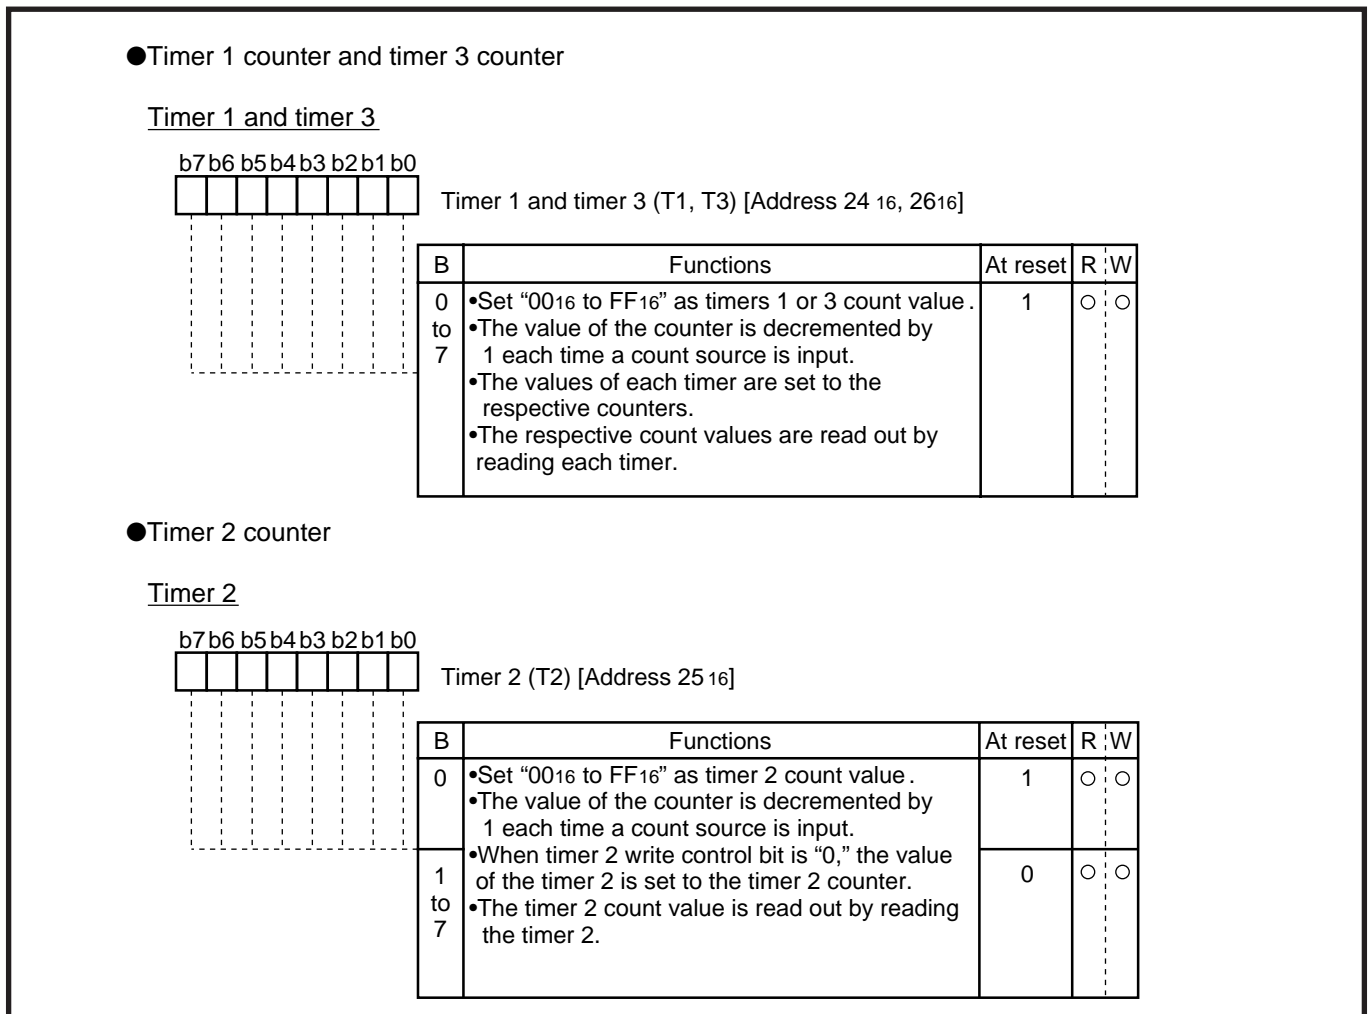 ●Timer 1 counter and timer 3 counter
Timer 1 and timer 3
b7 b6 b5 b4 b3 b2 b1 b0
Timer 1 and timer 3 (T1, T3) [Address 24 16, 2616]
B Functions At reset R W
0 •Set “0016 to FF16” as timers 1 or 3 count value. 1 ○ ○
to •The value of the counter is decremented by
7 1 each time a count source is input.
•The values of each timer are set to the
respective counters.
•The respective count values are read out by
reading each timer.
●Timer 2 counter
Timer 2
b7 b6 b5 b4 b3 b2 b1 b0
Timer 2 (T2) [Address 25 16]
B Functions At reset R W
0 •Set “0016 to FF16” as timer 2 count value. 1 ○ ○
•The value of the counter is decremented by
1 each time a count source is input.
•When timer 2 write control bit is “0,” the value
1 of the timer 2 is set to the timer 2 counter. 0 ○ ○
to •The timer 2 count value is read out by reading
7 the timer 2.